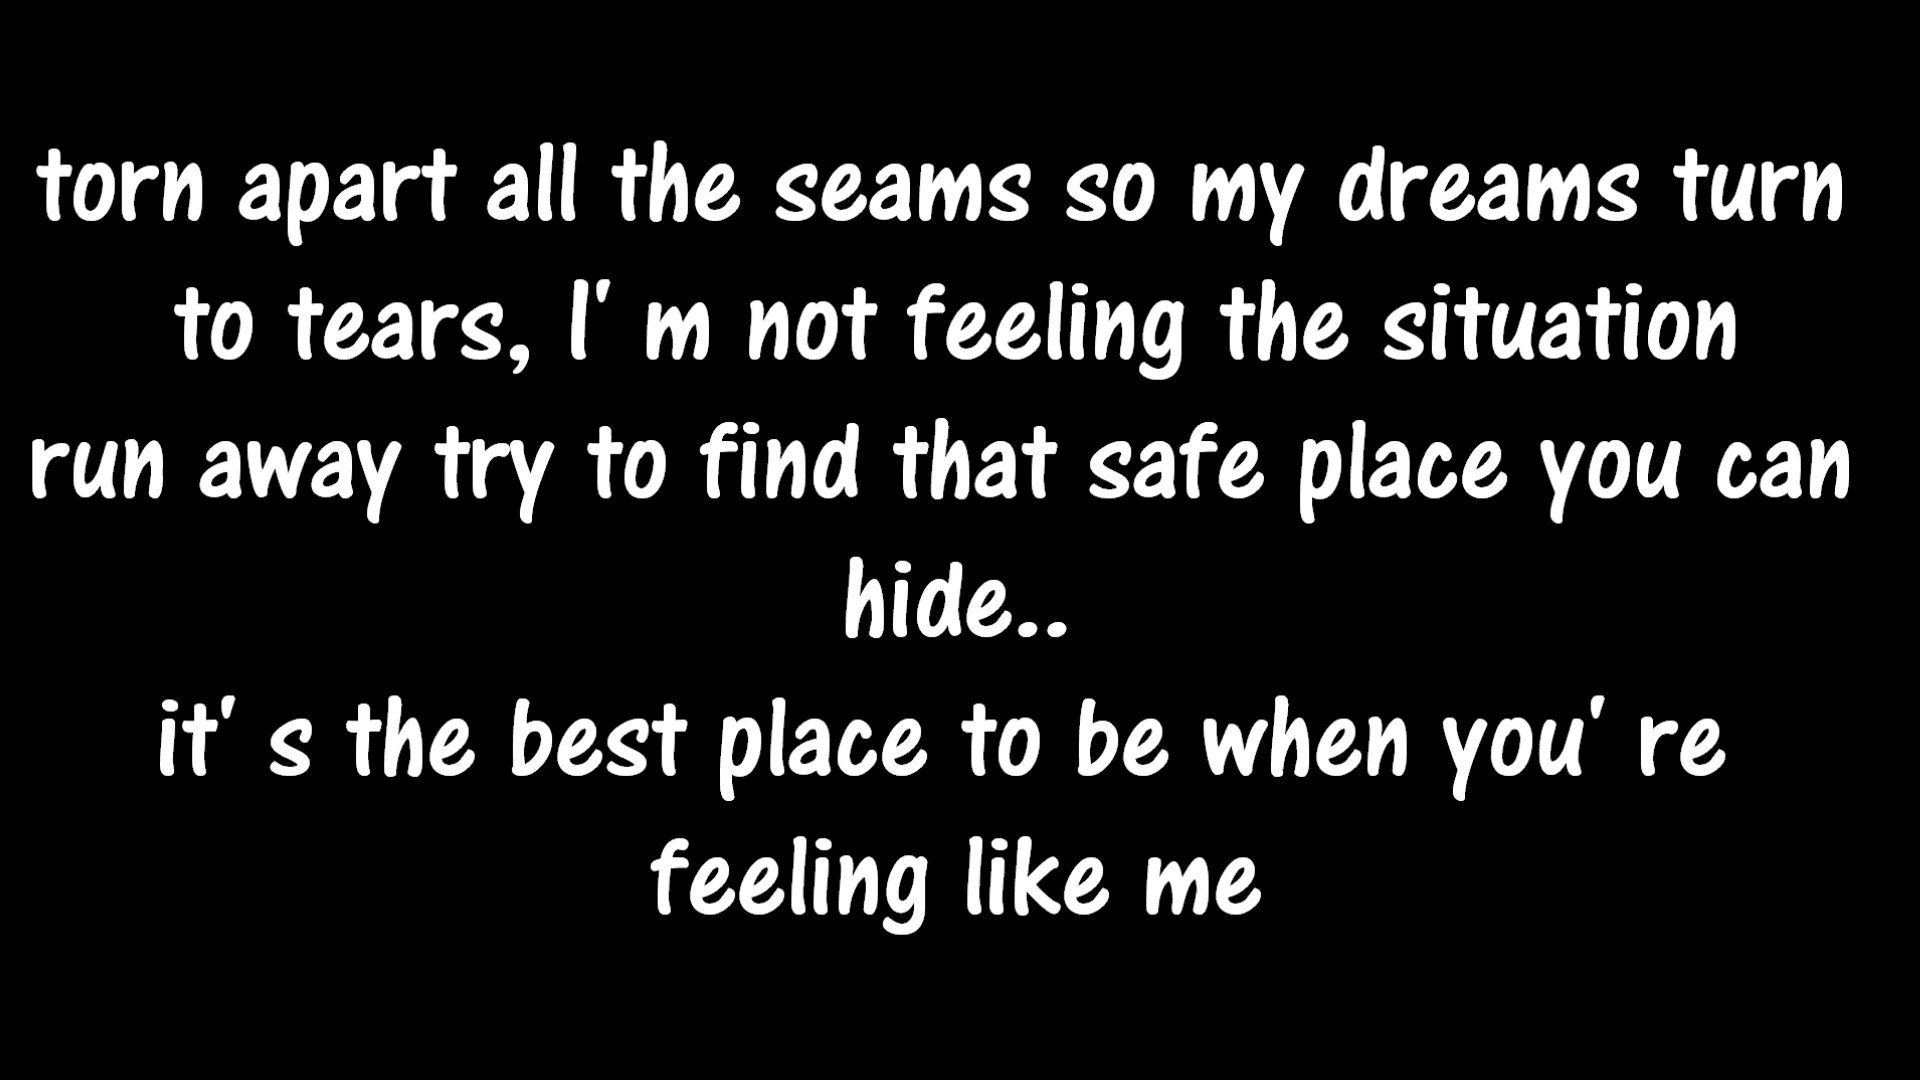 torn apart all the seams so my dreams turn
to tears, I' m not feeling the situation
run away try to find that safe place you can
hide..
it' s the best place to be when you' re
feeling like me